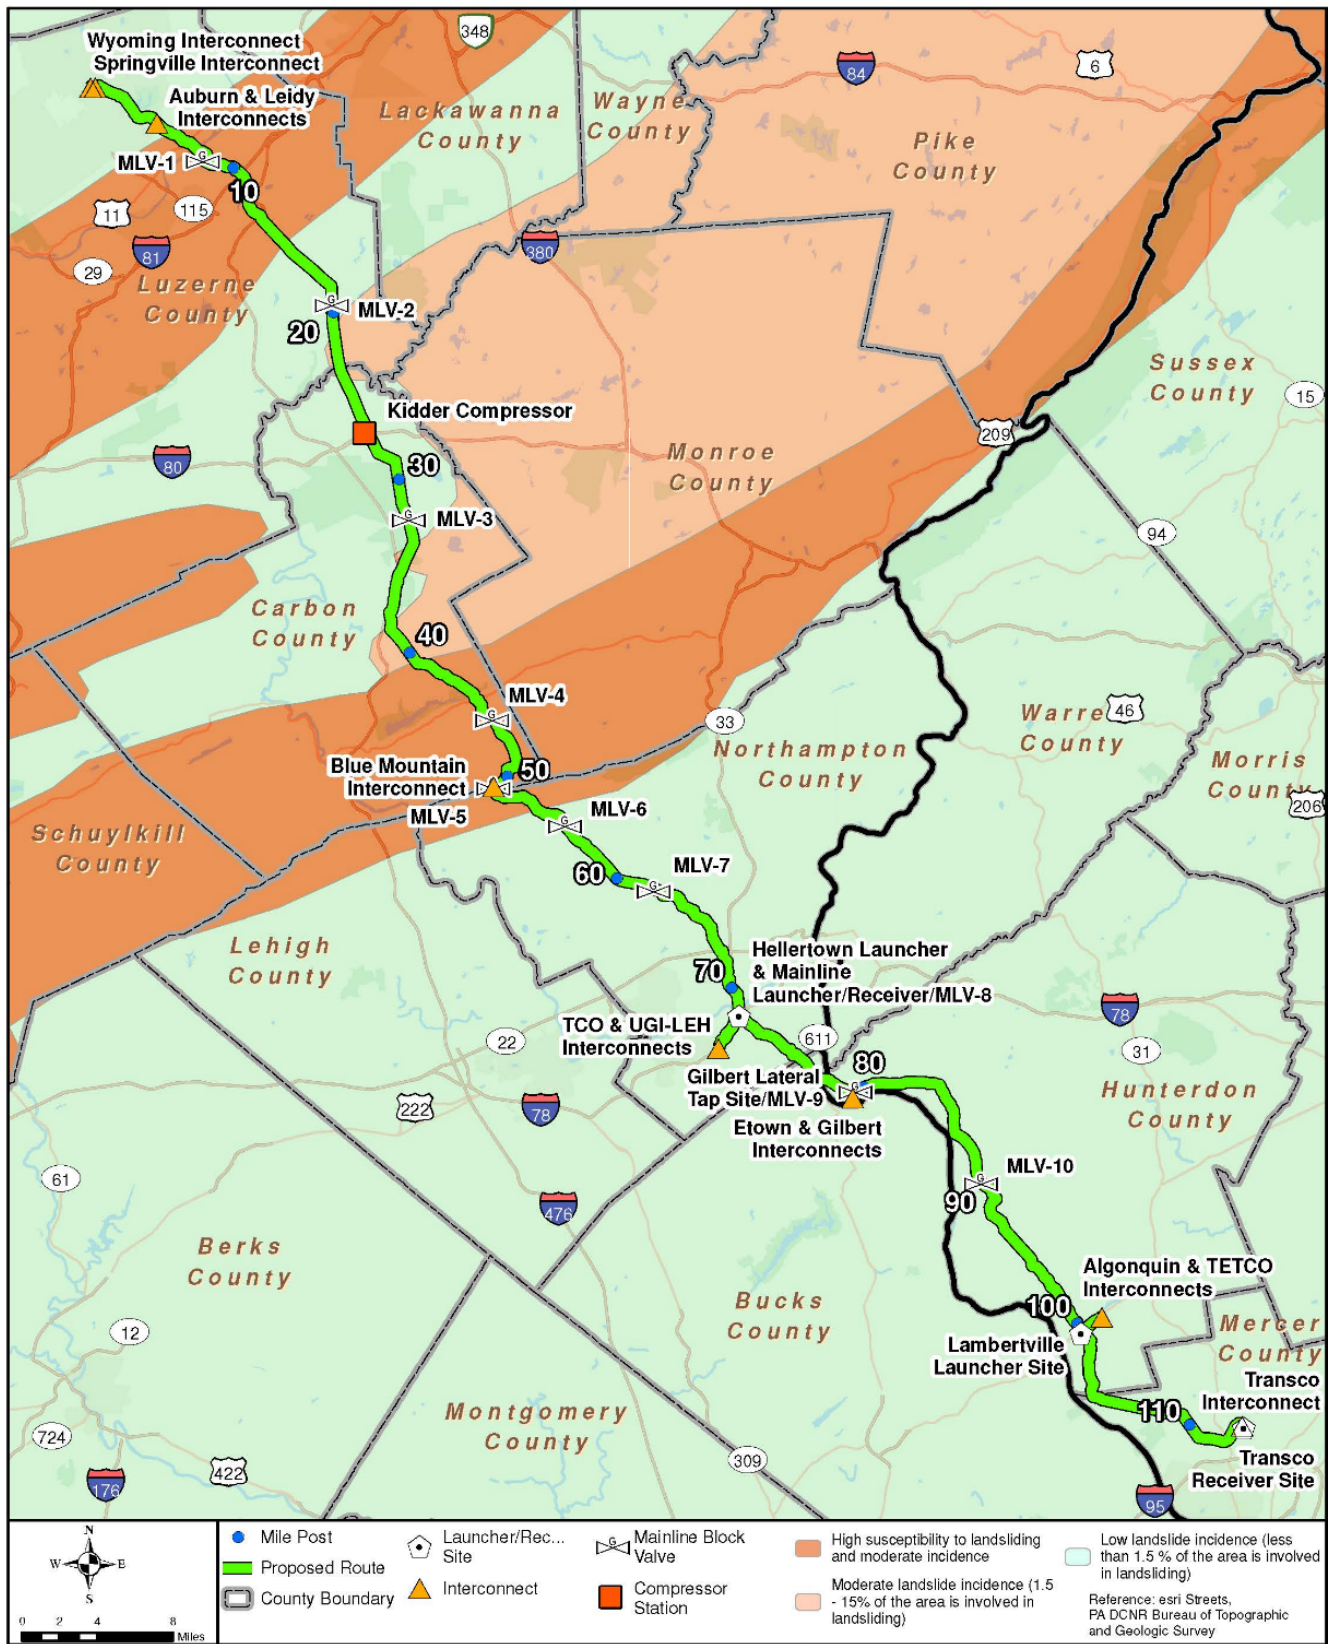 348
Wyoming Interconnect
Springville Interconnect
84
6
Auburn & Leidy
Interconnects
Lackawanna
County
Wayne
County
Pike
County
MLV-1
10
11
115
81
380
29
Luzerne
County
MLV-2
20
Sussex
County
15
Kidder Compressor
209
80
30
Monroe
County
MLV-3
94
Carbon
County
40
MLV-4
33
Warre
County
46
Northampton
County
Morris
County
206
Blue Mountain
Interconnect
50
MLV-5
MLV-6
Schuylkill
County
60
MLV-7
Lehigh
County
Hellertown Launcher
& Mainline
Launcher/Receiver/MLV-8
70
TCO & UGI-LEH
Interconnects
611
78
31
22
80
Gilbert Lateral
Tap Site/MLV-9
Hunterdon
County
222
78
Etown & Gilbert
Interconnects
61
MLV-10
90
476
Berks
County
Algonquin & TETCO
Interconnects
Bucks
County
100
12
Mercer
County
Lambertville
Launcher Site
Transco
Interconnect
Montgomery
County
110
724
309
422
176
Transco
Receiver Site
95
N
W
E
S
0 2 4 8
Miles
Mile Post
Proposed Route
County Boundary
Launcher/Rec...
Site
Interconnect
G
Mainline Block
Valve
Compressor
Station
High susceptibility to landsliding
and moderate incidence
Moderate landslide incidence (1.5
- 15% of the area is involved in
landsliding)
Low landslide incidence (less
than 1.5 % of the area is involved
in landsliding)
Reference: esri Streets,
PA DCNR Bureau of Topographic
and Geologic Survey